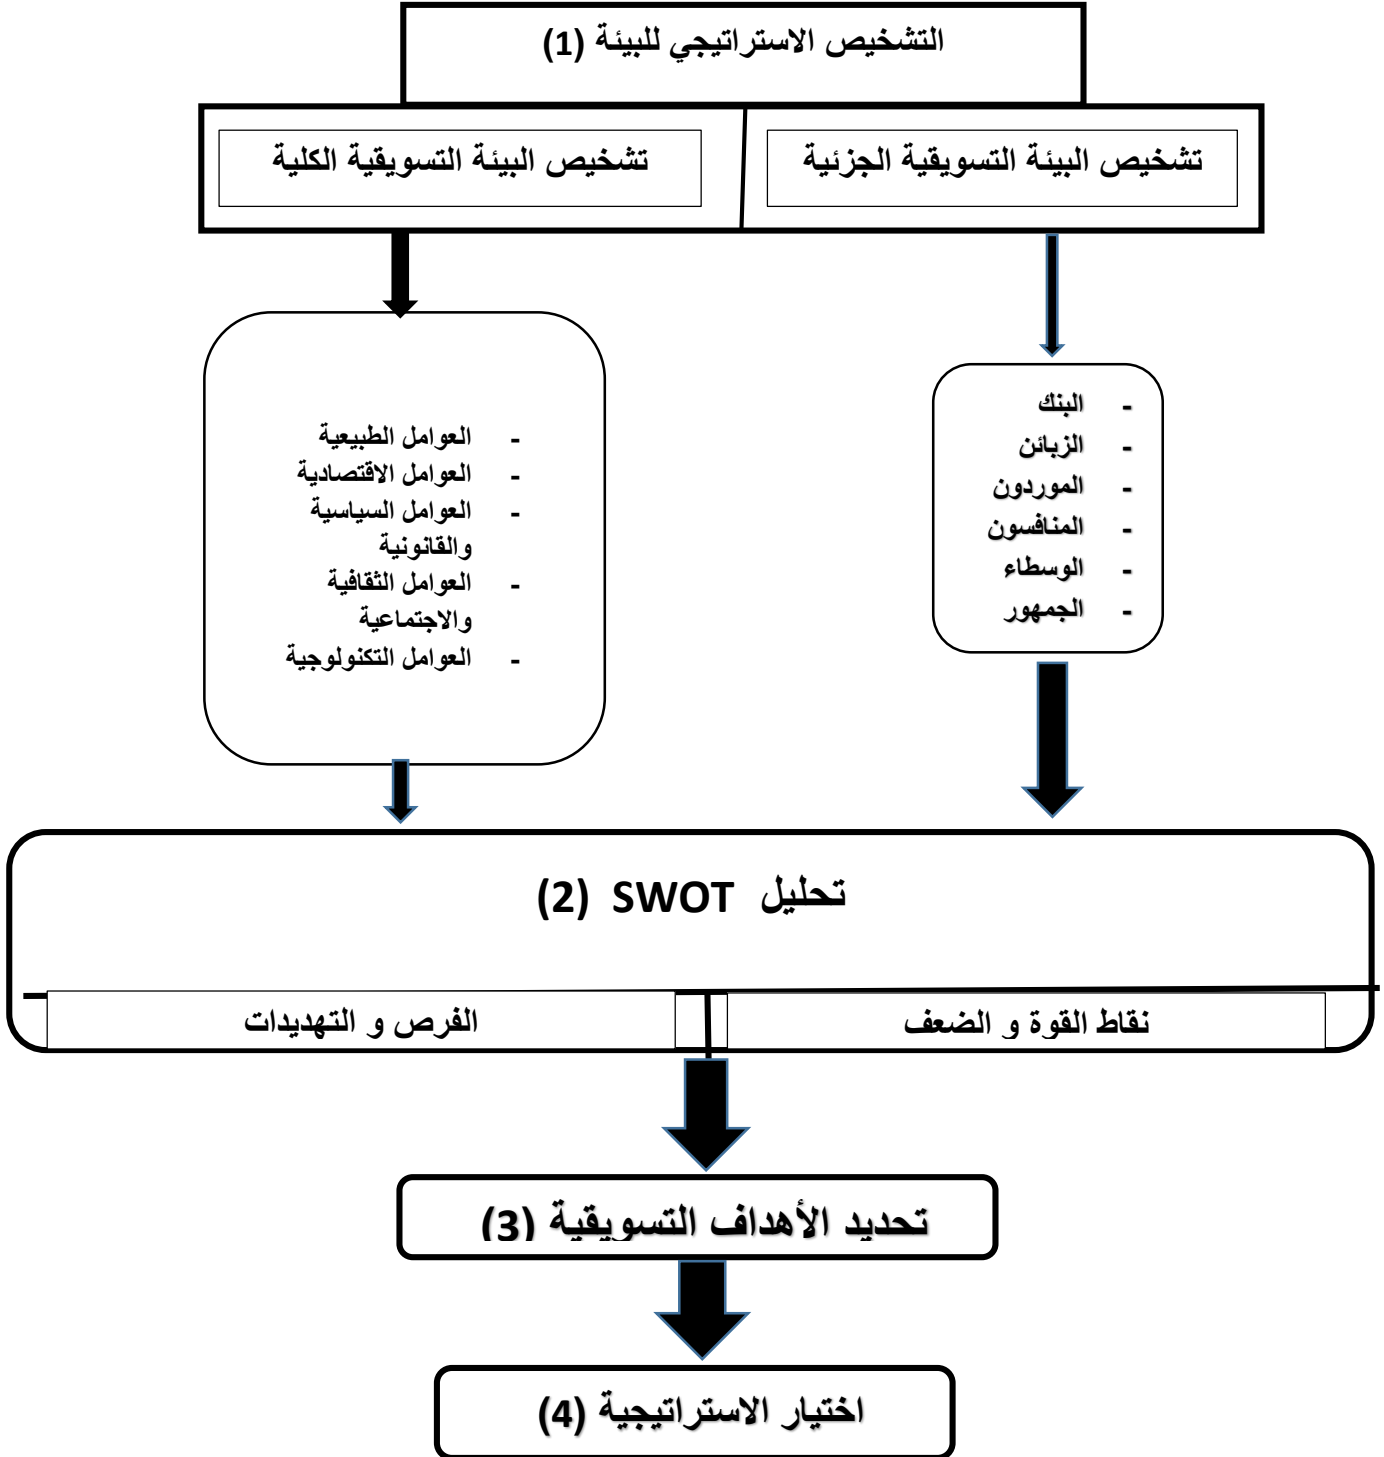 التشخيص الاستراتيجي للبيئة (1)
تشخيص البيئة التسويقية الجزئية
تشخيص البيئة التسويقية الكلية
- البنك
- الزبائن
- الموردون
- المنافسون
- الوسطاء
- الجمهور
- العوامل الطبيعية
- العوامل الاقتصادية
- العوامل السياسية
والقانونية
- العوامل الثقافية
والاجتماعية
- العوامل التكنولوجية
تحليل SWOT (2)
نقاط القوة و الضعف
الفرص و التهديدات
تحديد الأهداف التسويقية (3)
اختيار الاستراتيجية (4)